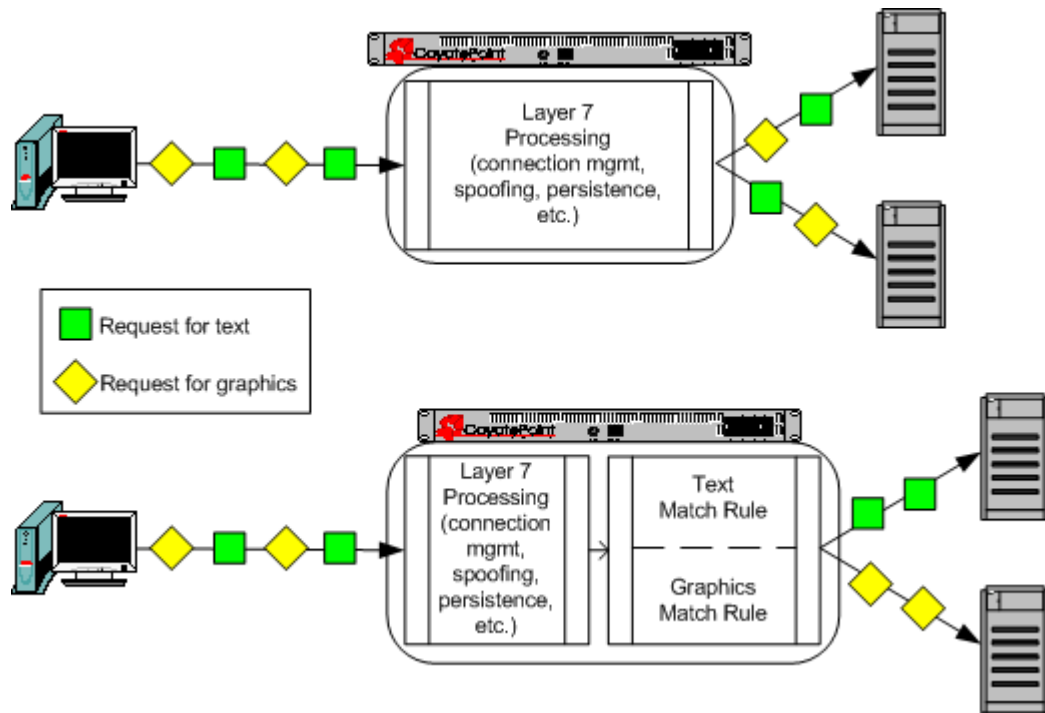 CoyotePoint
Layer 7
Processing
(connection mgmt,
spoofing, persistence,
etc.)
Request for text
Request for graphics
CoyotePoint
Layer 7
Processing
(connection
mgmt,
spoofing,
persistence,
etc.)
Text
Match Rule
Graphics
Match Rule